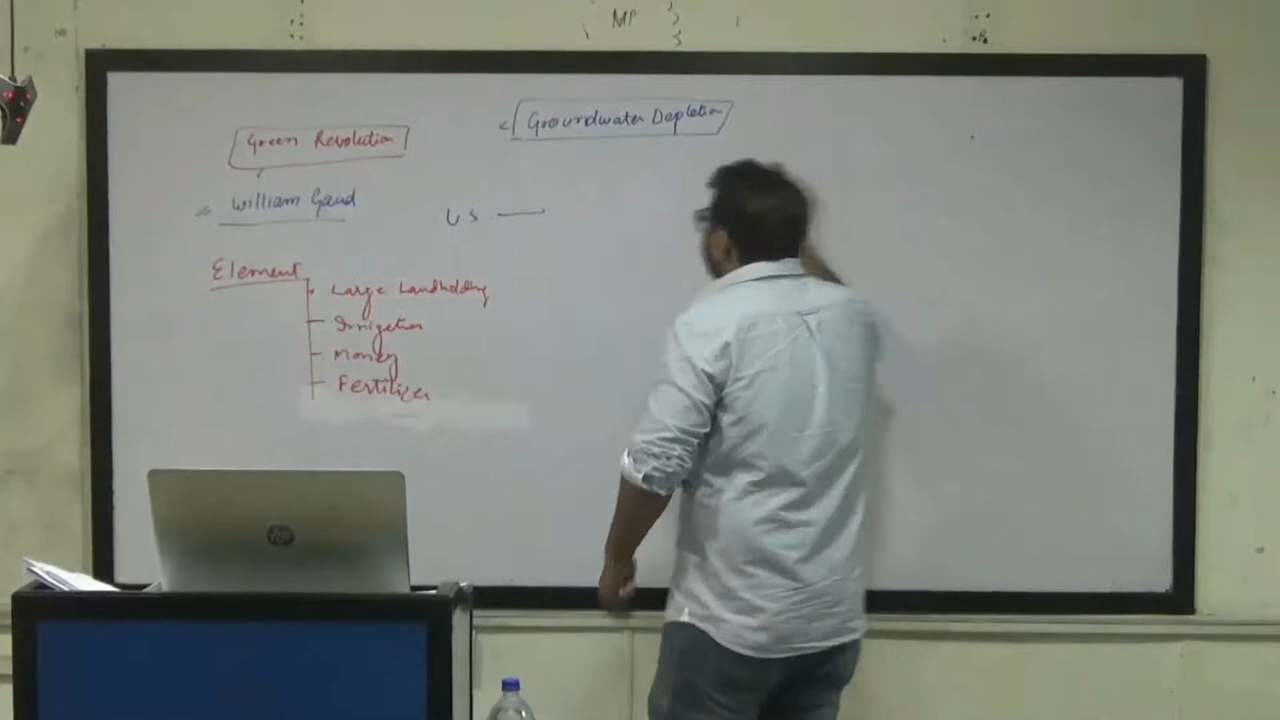 MP
Groundwater Depletion
Green Revolution
William Gaud
US
Element
Large Landholding
Irrigation
Money
Fertilizer
hp